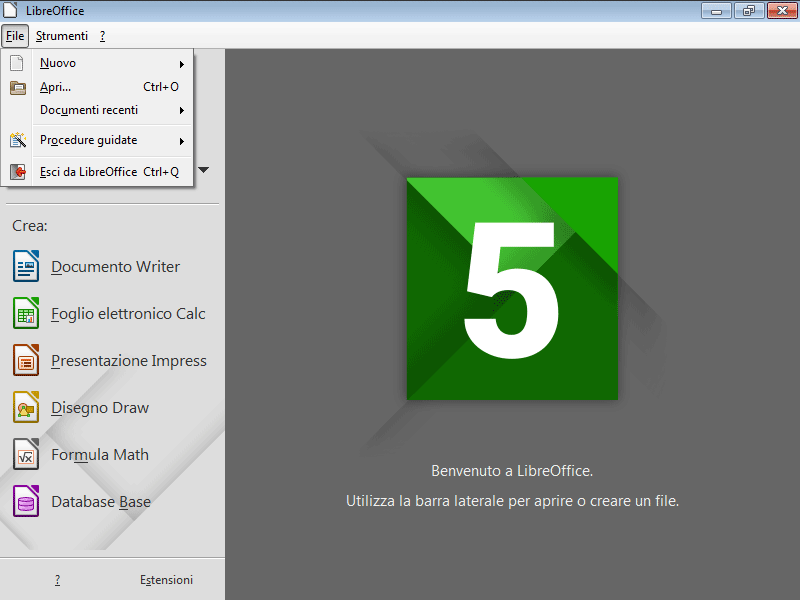 LibreOffice
File Strumenti ?
Nuovo
Apri... Ctrl+O
Documenti recenti
Procedure guidate
Esci da LibreOffice Ctrl+Q
Crea:
Documento Writer
Foglio elettronico Calc
Presentazione Impress
Disegno Draw
Formula Math
Database Base
? Estensioni
5
Benvenuto a LibreOffice.
Utilizza la barra laterale per aprire o creare un file.